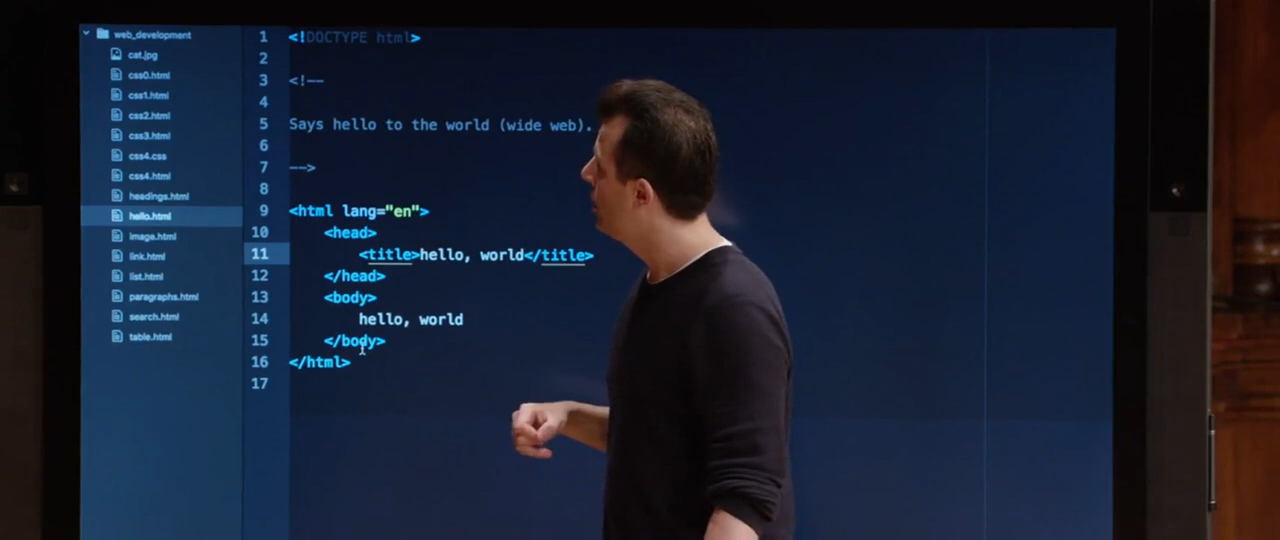 web_development
cat.jpg
css0.html
css1.html
css2.html
css3.html
css4.css
css4.html
headings.html
hello.html
image.html
link.html
list.html
paragraphs.html
search.html
table.html
1 <!DOCTYPE html>
2
3 <!--
4
5 Says hello to the world (wide web).
6
7 -->
8
9 <html lang="en">
10 <head>
11 <title>hello, world</title>
12 </head>
13 <body>
14 hello, world
15 </body>
16 </html>
17